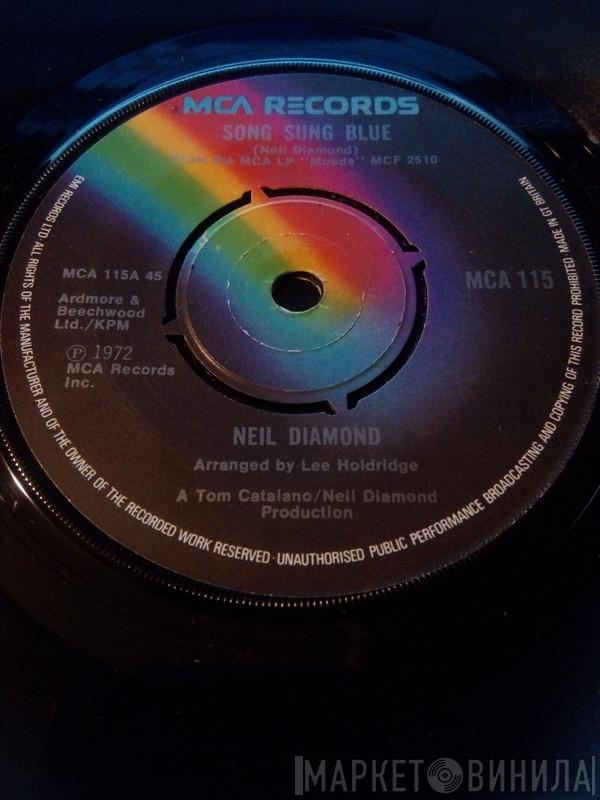 MCA RECORDS
SONG SUNG BLUE
(Neil Diamond)
From the MCA LP "Moods" MCF 2510
MCA 115A 45
MCA 115
Ardmore &
Beechwood
Ltd./KPM
Ⓟ 1972
MCA Records
Inc.
NEIL DIAMOND
Arranged by Lee Holdridge
A Tom Catalano/Neil Diamond
Production
EMI RECORDS LTD ALL RIGHTS OF THE MANUFACTURER AND OF THE OWNER OF THE RECORDED WORK RESERVED · UNAUTHORISED PUBLIC PERFORMANCE BROADCASTING AND COPYING OF THIS RECORD PROHIBITED MADE IN GT BRITAIN
МАРКЕТ ВИНИЛА